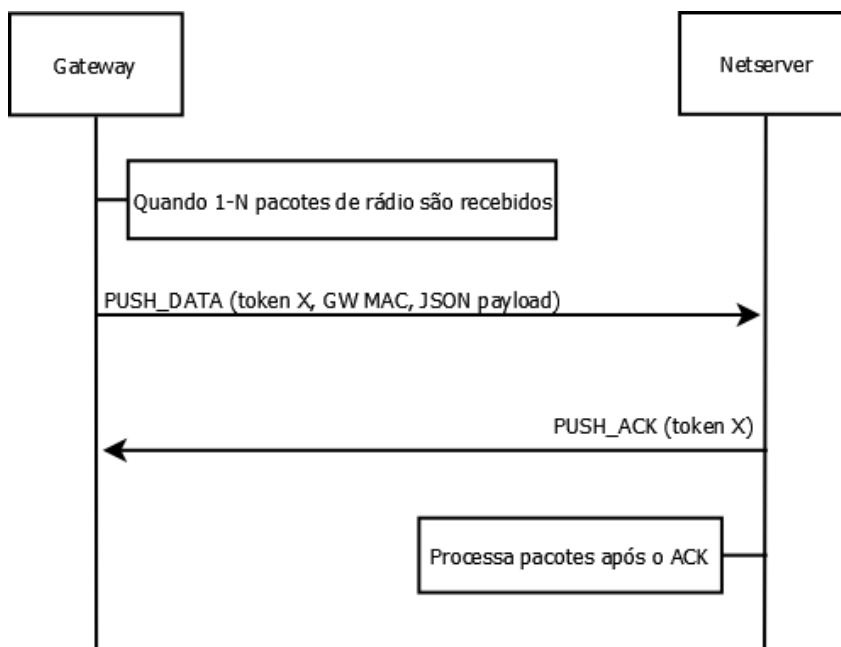 Gateway
Netserver
Quando 1-N pacotes de rádio são recebidos
PUSH_DATA (token X, GW MAC, JSON payload)
PUSH_ACK (token X)
Processa pacotes após o ACK